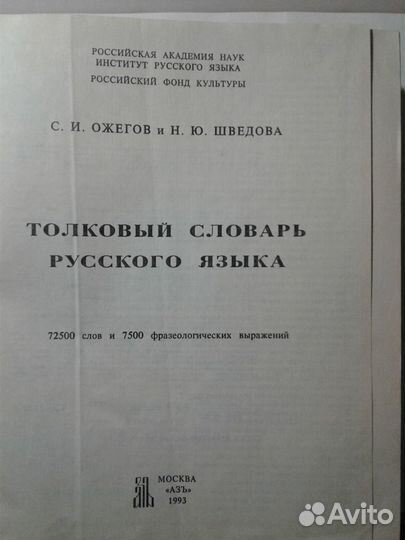 РОССИЙСКАЯ АКАДЕМИЯ НАУК
ИНСТИТУТ РУССКОГО ЯЗЫКА
РОССИЙСКИЙ ФОНД КУЛЬТУРЫ
С. И. ОЖЕГОВ и Н. Ю. ШВЕДОВА
ТОЛКОВЫЙ СЛОВАРЬ
РУССКОГО ЯЗЫКА
72500 слов и 7500 фразеологических выражений
МОСКВА
«АЗЪ»
1993
Avito